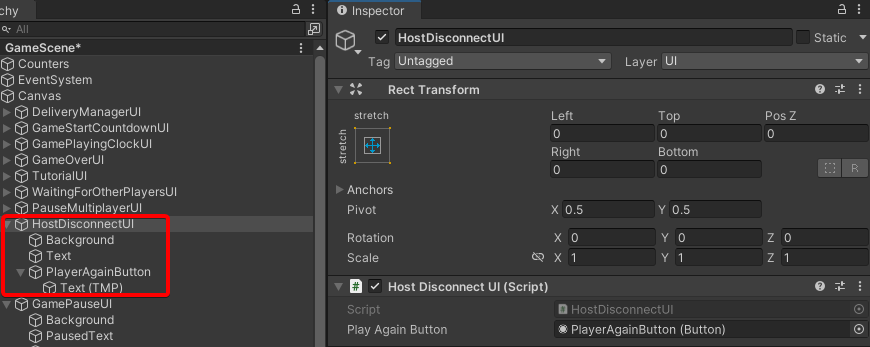 chy
All
GameScene*
Counters
EventSystem
Canvas
DeliveryManagerUI
GameStartCountdownUI
GamePlayingClockUI
GameOverUI
TutorialUI
WaitingForOtherPlayersUI
PauseMultiplayerUI
HostDisconnectUI
Background
Text
PlayerAgainButton
Text (TMP)
GamePauseUI
Background
PausedText
Inspector
HostDisconnectUI
Static
Tag Untagged Layer UI
Rect Transform
stretch
stretch
Left Top Pos Z
0 0 0
Right Bottom
0 0
R
Anchors
Pivot X 0.5 Y 0.5
Rotation X 0 Y 0 Z 0
Scale X 1 Y 1 Z 1
# Host Disconnect UI (Script)
Script # HostDisconnectUI
Play Again Button PlayerAgainButton (Button)